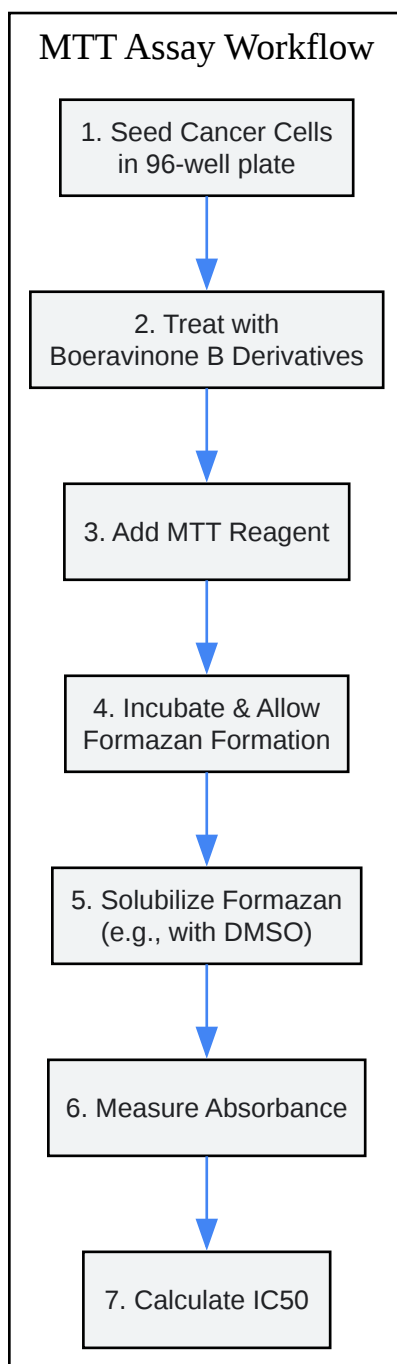 MTT Assay Workflow
1. Seed Cancer Cells
in 96-well plate
2. Treat with
Boeravinone B Derivatives
3. Add MTT Reagent
4. Incubate & Allow
Formazan Formation
5. Solubilize Formazan
(e.g., with DMSO)
6. Measure Absorbance
7. Calculate IC50